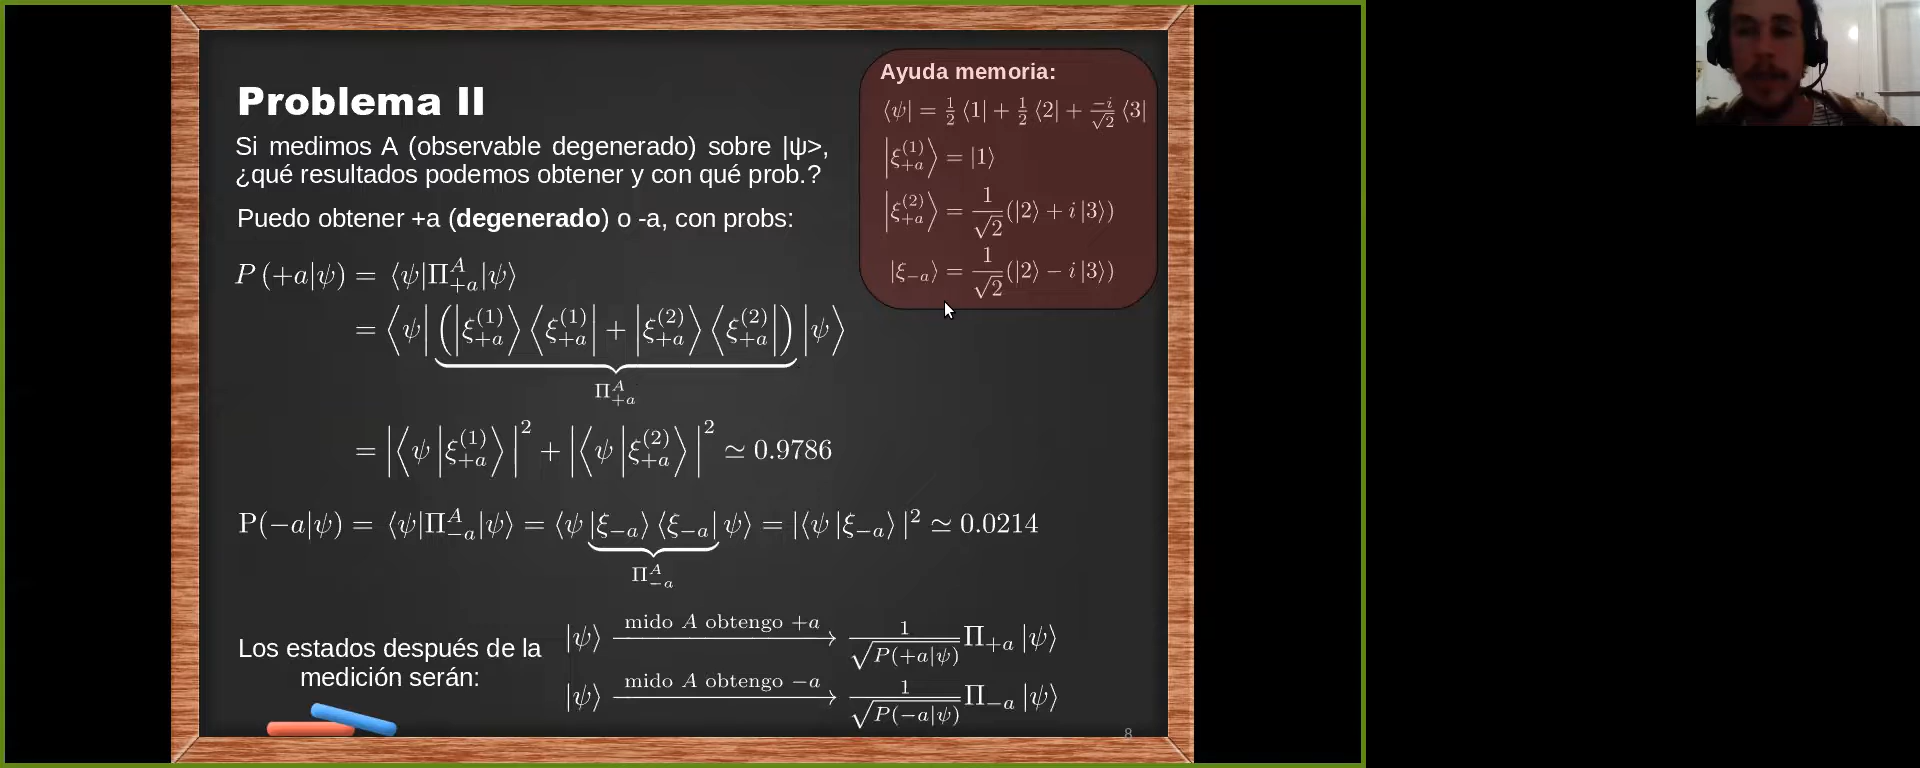 Problema II
Si medimos A (observable degenerado) sobre |ψ>,
¿qué resultados podemos obtener y con qué prob.?
Puedo obtener +a (degenerado) o -a, con probs:
P (+a|ψ) = ⟨ψ|Π^A_{+a}|ψ⟩
= ⟨ψ| (|ξ^{(1)}_{+a}⟩ ⟨ξ^{(1)}_{+a}| + |ξ^{(2)}_{+a}⟩ ⟨ξ^{(2)}_{+a}|) |ψ⟩
Π^A_{+a}
= |⟨ψ |ξ^{(1)}_{+a}⟩|^2 + |⟨ψ |ξ^{(2)}_{+a}⟩|^2 ≃ 0.9786
P(−a|ψ) = ⟨ψ|Π^A_{−a}|ψ⟩ = ⟨ψ |ξ_{−a}⟩ ⟨ξ_{−a}| ψ⟩ = |⟨ψ |ξ_{−a}⟩ |^2 ≃ 0.0214
Π^A_{−a}
Los estados después de la
medición serán:
|ψ⟩ mido A obtengo +a → 1/√P(+a|ψ) Π_{+a} |ψ⟩
|ψ⟩ mido A obtengo −a → 1/√P(−a|ψ) Π_{−a} |ψ⟩
Ayuda memoria:
⟨ψ| = 1/2 ⟨1| + 1/2 ⟨2| + −i/√2 ⟨3|
|ξ^{(1)}_{+a}⟩ = |1⟩
|ξ^{(2)}_{+a}⟩ = 1/√2 (|2⟩ + i |3⟩)
|ξ_{−a}⟩ = 1/√2 (|2⟩ − i |3⟩)
8